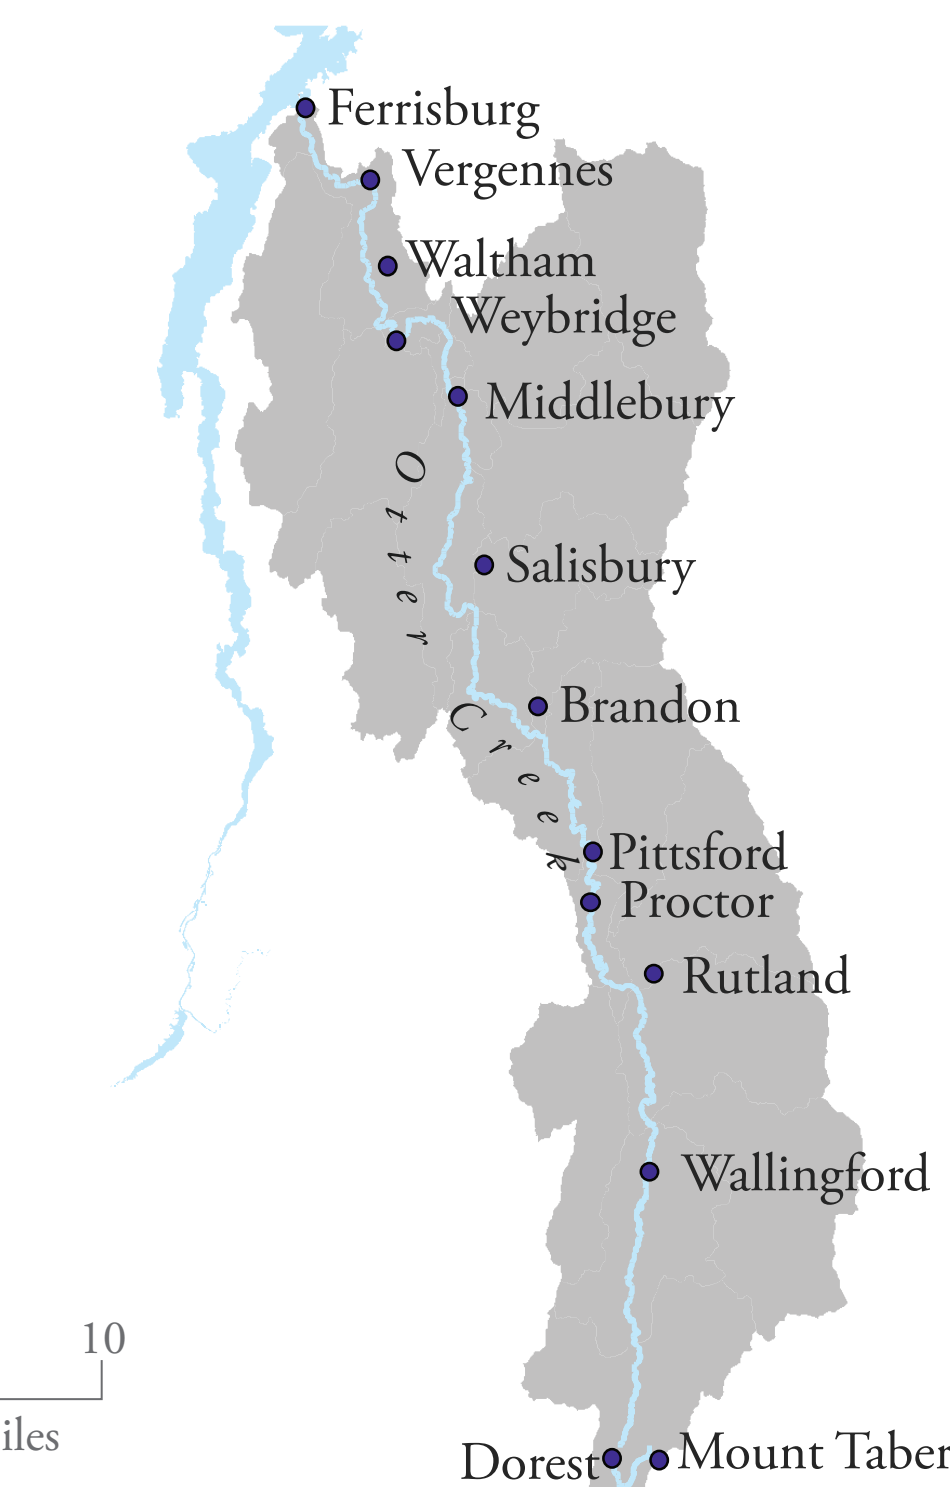 Ferrisburg
Vergennes
Waltham
Weybridge
Middlebury
Otter
Salisbury
Brandon
Creek
Pittsford
Proctor
Rutland
Wallingford
10
iles
Dorest
Mount Taber